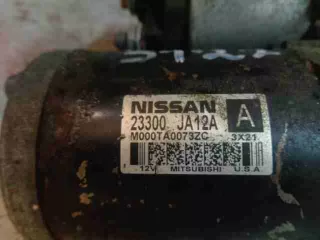 NISSAN A
23300 JA12A
M000TA0073ZC 3X21
12V MITSUBISHI U.S.A